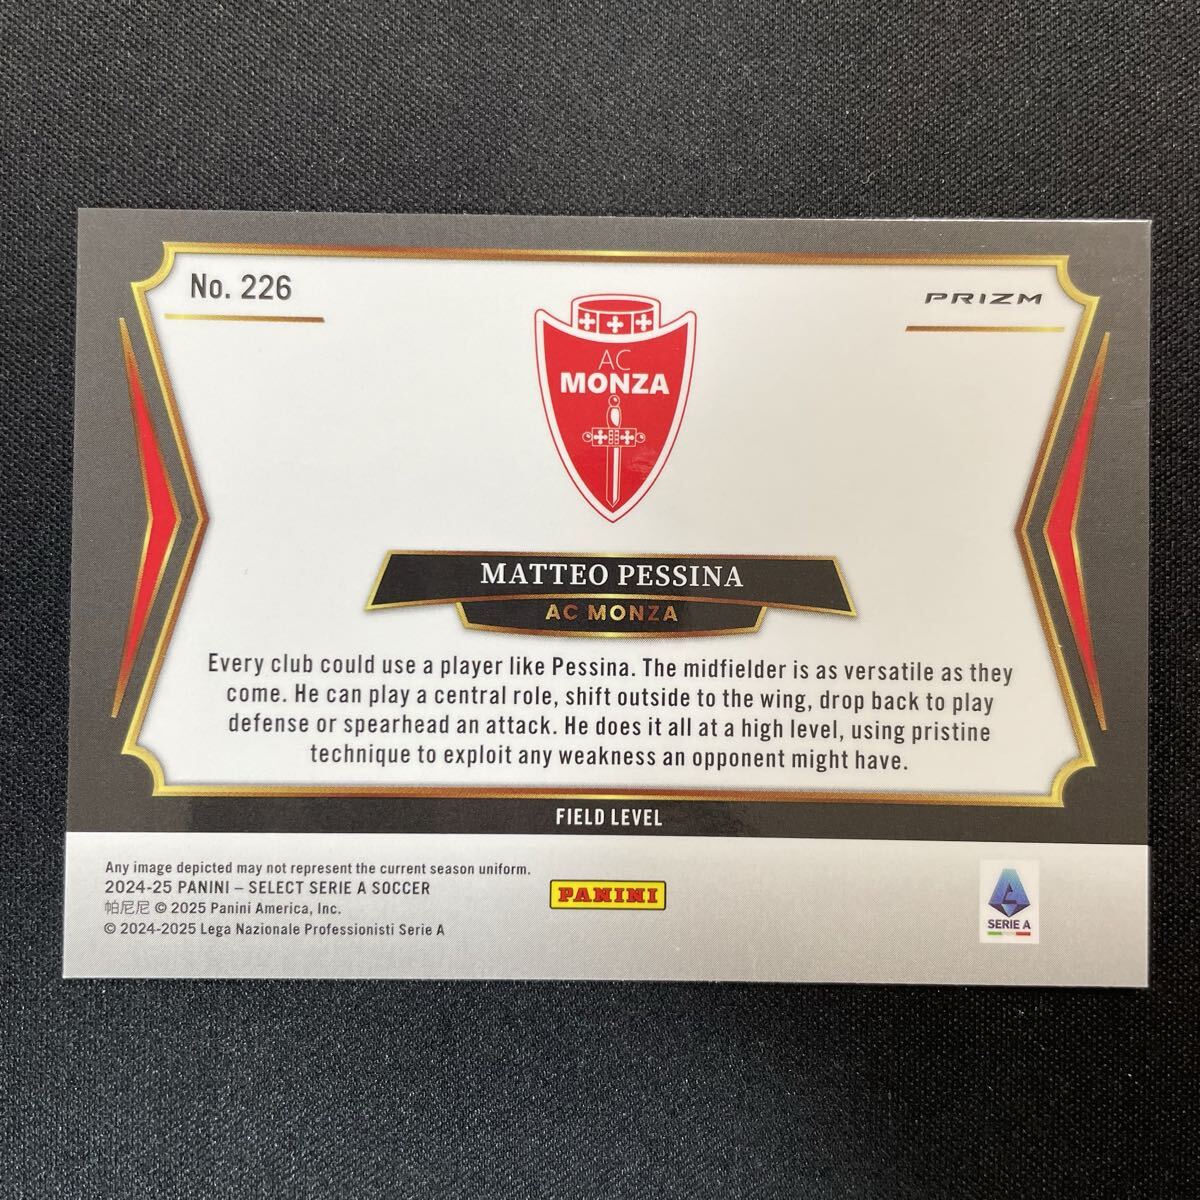 No. 226
PRIZM
AC
MONZA
MATTEO PESSINA
AC MONZA
Every club could use a player like Pessina. The midfielder is as versatile as they
come. He can play a central role, shift outside to the wing, drop back to play
defense or spearhead an attack. He does it all at a high level, using pristine
technique to exploit any weakness an opponent might have.
FIELD LEVEL
Any image depicted may not represent the current season uniform.
2024-25 PANINI – SELECT SERIE A SOCCER
帕尼尼 © 2025 Panini America, Inc.
© 2024-2025 Lega Nazionale Professionisti Serie A
PANINI
SERIE A